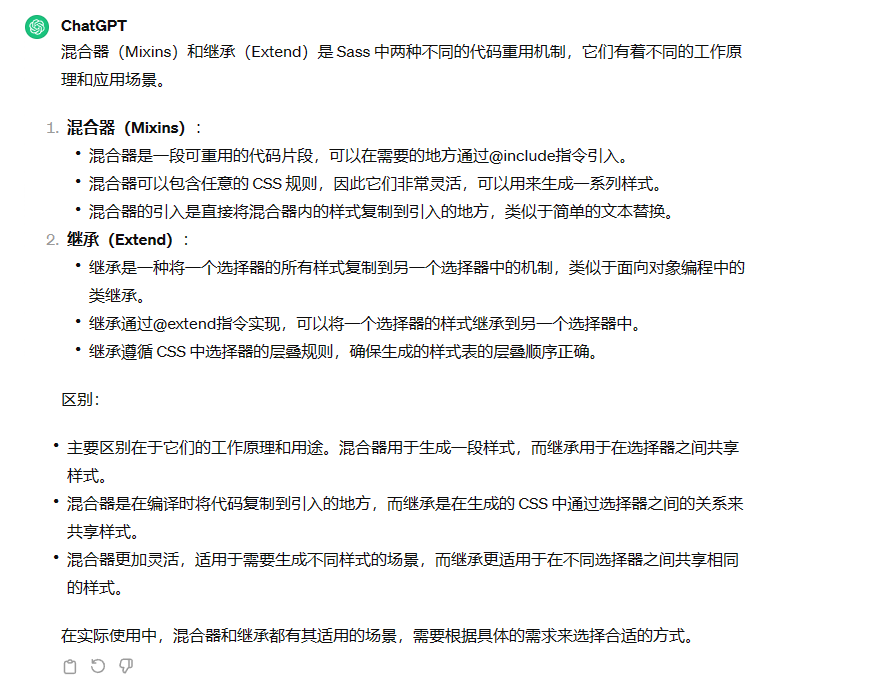 ChatGPT
混合器（Mixins）和继承（Extend）是 Sass 中两种不同的代码重用机制，它们有着不同的工作原
理和应用场景。
1. 混合器（Mixins）：
• 混合器是一段可重用的代码片段，可以在需要的地方通过@include指令引入。
• 混合器可以包含任意的 CSS 规则，因此它们非常灵活，可以用来生成一系列样式。
• 混合器的引入是直接将混合器内的样式复制到引入的地方，类似于简单的文本替换。
2. 继承（Extend）：
• 继承是一种将一个选择器的所有样式复制到另一个选择器中的机制，类似于面向对象编程中的
类继承。
• 继承通过@extend指令实现，可以将一个选择器的样式继承到另一个选择器中。
• 继承遵循 CSS 中选择器的层叠规则，确保生成的样式表的层叠顺序正确。
区别：
• 主要区别在于它们的工作原理和用途。混合器用于生成一段样式，而继承用于在选择器之间共享
样式。
• 混合器是在编译时将代码复制到引入的地方，而继承是在生成的 CSS 中通过选择器之间的关系来
共享样式。
• 混合器更加灵活，适用于需要生成不同样式的场景，而继承更适用于在不同选择器之间共享相同
的样式。
在实际使用中，混合器和继承都有其适用的场景，需要根据具体的需求来选择合适的方式。